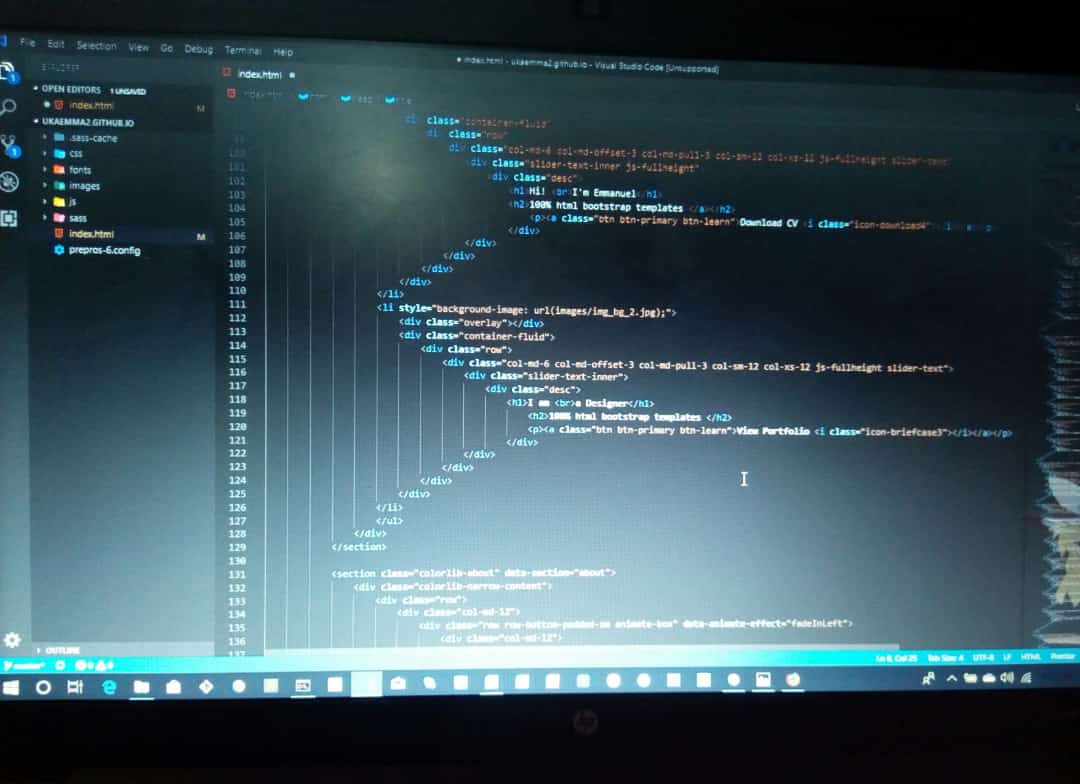 File Edit Selection View Go Debug Terminal Help
index.html - ukaemma2.github.io - Visual Studio Code [Unsupported]
EXPLORER
index.html
OPEN EDITORS 1 UNSAVED
index.html M
index.html
UKAEMMA2.GITHUB.IO
.sass-cache
css
fonts
images
js
sass
index.html M
prepros-6.config
<div class="container-fluid"
<div class="row"
100 <div class="col-md-6 col-md-offset-3 col-md-pull-3 col-sm-12 col-xs-12 js-fullheight slider-text"
101 <div class="slider-text-inner js-fullheight"
102 <div class="desc"
103 <h1>Hi! <br>I'm Emmanuel</h1>
104 <h2>100% html bootstrap templates </a></h2>
105 <p><a class="btn btn-primary btn-learn">Download CV <i class="icon-download4"
106 </div>
107 </div>
108 </div>
109 </div>
110 </div>
</li>
111 <li style="background-image: url(images/img_bg_2.jpg);">
112 <div class="overlay"></div>
113 <div class="container-fluid">
114 <div class="row">
115 <div class="col-md-6 col-md-offset-3 col-md-pull-3 col-sm-12 col-xs-12 js-fullheight slider-text">
116 <div class="slider-text-inner">
117 <div class="desc">
118 <h1>I am <br>a Designer</h1>
119 <h2>100% html bootstrap templates </h2>
120 <p><a class="btn btn-primary btn-learn">View Portfolio <i class="icon-briefcase3"></i></a></p>
121 </div>
122 </div>
123 </div>
124 </div>
125 </div>
126 </li>
127 </ul>
128 </div>
129 </section>
130
131 <section class="colorlib-about" data-section="about">
132 <div class="colorlib-narrow-content">
133 <div class="row">
134 <div class="col-md-12">
135 <div class="row row-bottom-padded-sm animate-box" data-animate-effect="fadeInLeft">
136 <div class="col-md-12">
137
OUTLINE
master* Ln 8, Col 25 Tab Size: 4 UTF-8 LF HTML Prettier
hp